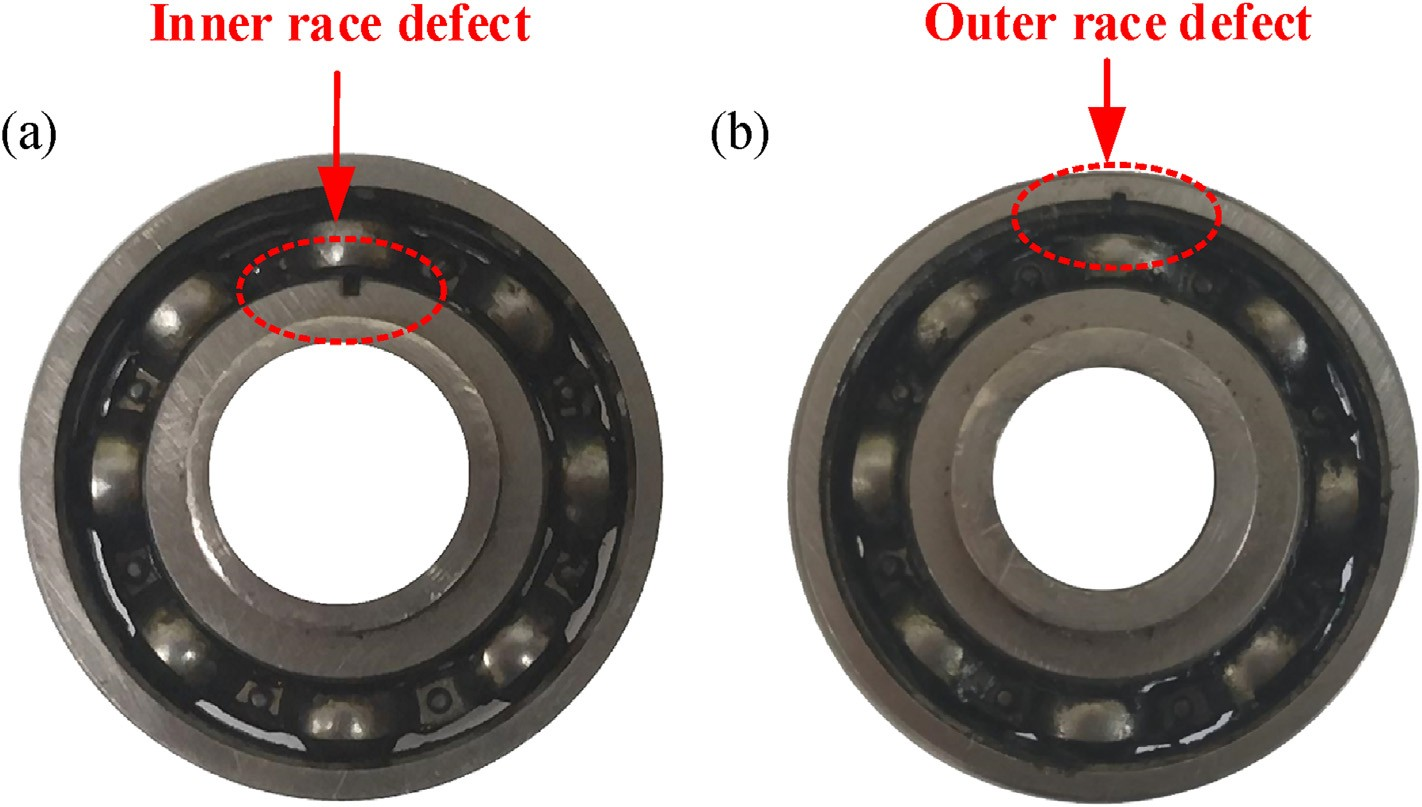 Inner race defect
Outer race defect
(a)
(b)